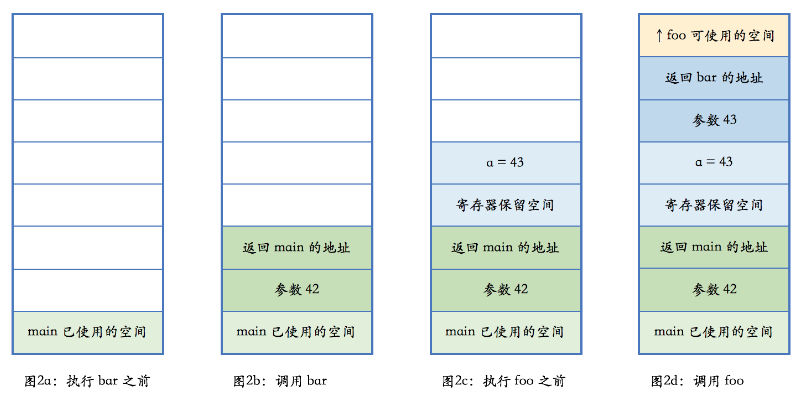 main 已使用的空间
图2a：执行 bar 之前
返回 main 的地址
参数 42
main 已使用的空间
图2b：调用 bar
a = 43
寄存器保留空间
返回 main 的地址
参数 42
main 已使用的空间
图2c：执行 foo 之前
↑ foo 可使用的空间
返回 bar 的地址
参数 43
a = 43
寄存器保留空间
返回 main 的地址
参数 42
main 已使用的空间
图2d：调用 foo